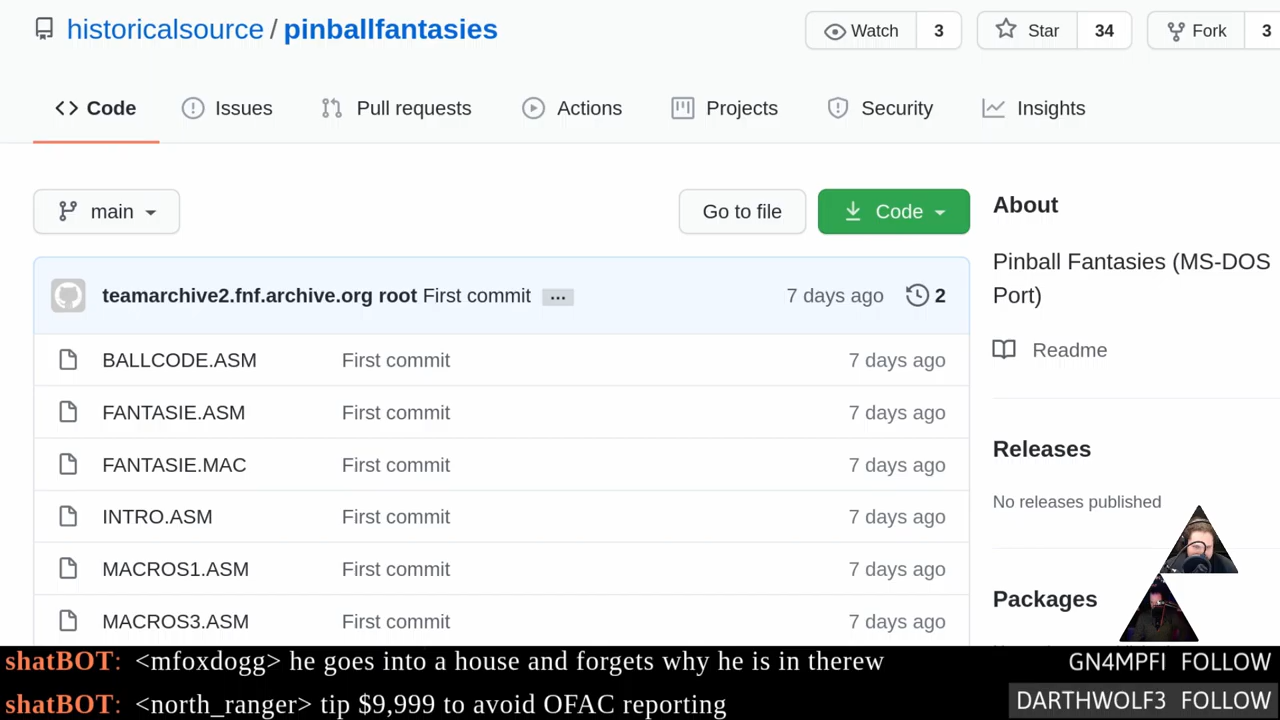 historicalsource / pinballfantasies
Watch 3 Star 34 Fork 3
Code Issues Pull requests Actions Projects Security Insights
main Go to file Code
teamarchive2.fnf.archive.org root First commit ... 7 days ago 2
BALLCODE.ASM First commit 7 days ago
FANTASIE.ASM First commit 7 days ago
FANTASIE.MAC First commit 7 days ago
INTRO.ASM First commit 7 days ago
MACROS1.ASM First commit 7 days ago
MACROS3.ASM First commit 7 days ago
About
Pinball Fantasies (MS-DOS
Port)
Readme
Releases
No releases published
Packages
shatBOT: <mfoxdogg> he goes into a house and forgets why he is in therew
shatBOT: <north_ranger> tip $9,999 to avoid OFAC reporting
GN4MPFI FOLLOW
DARTHWOLF3 FOLLOW